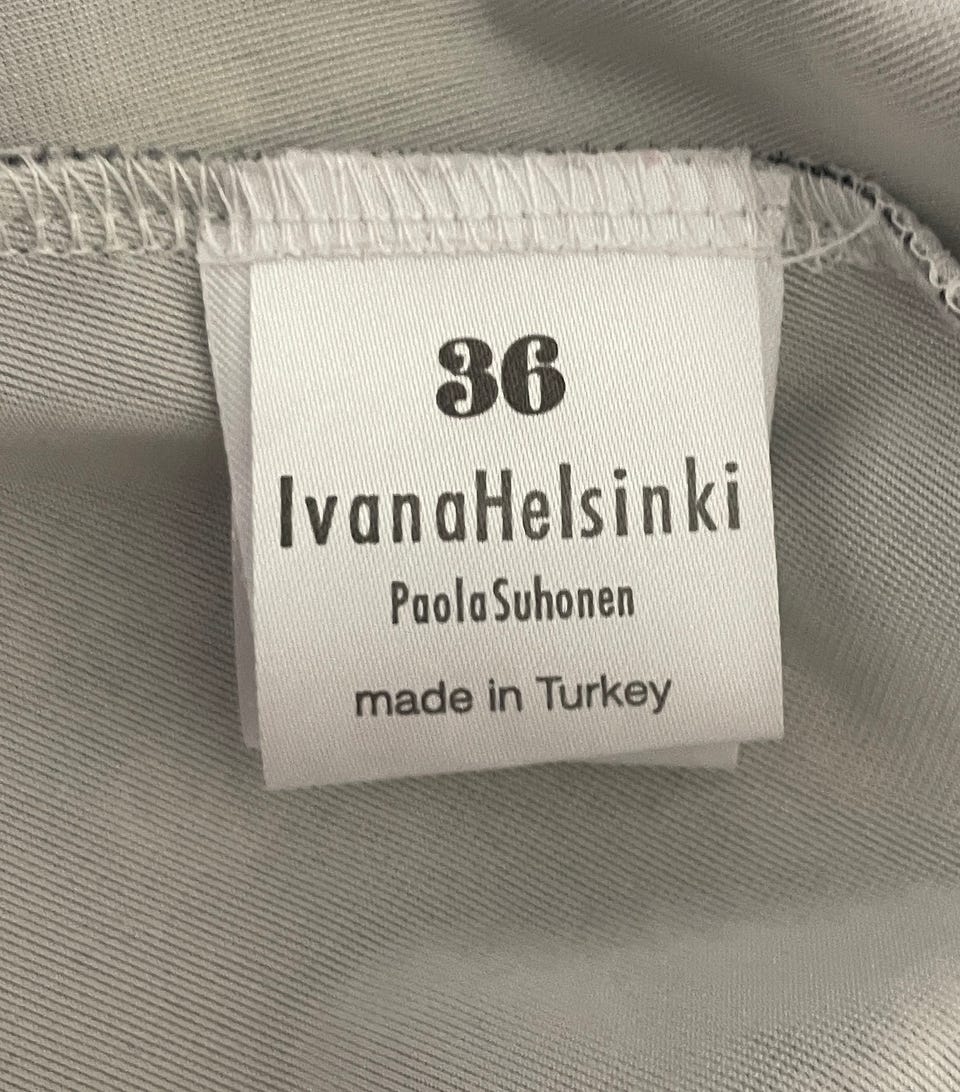 36
IvanaHelsinki
PaolaSuhonen
made in Turkey